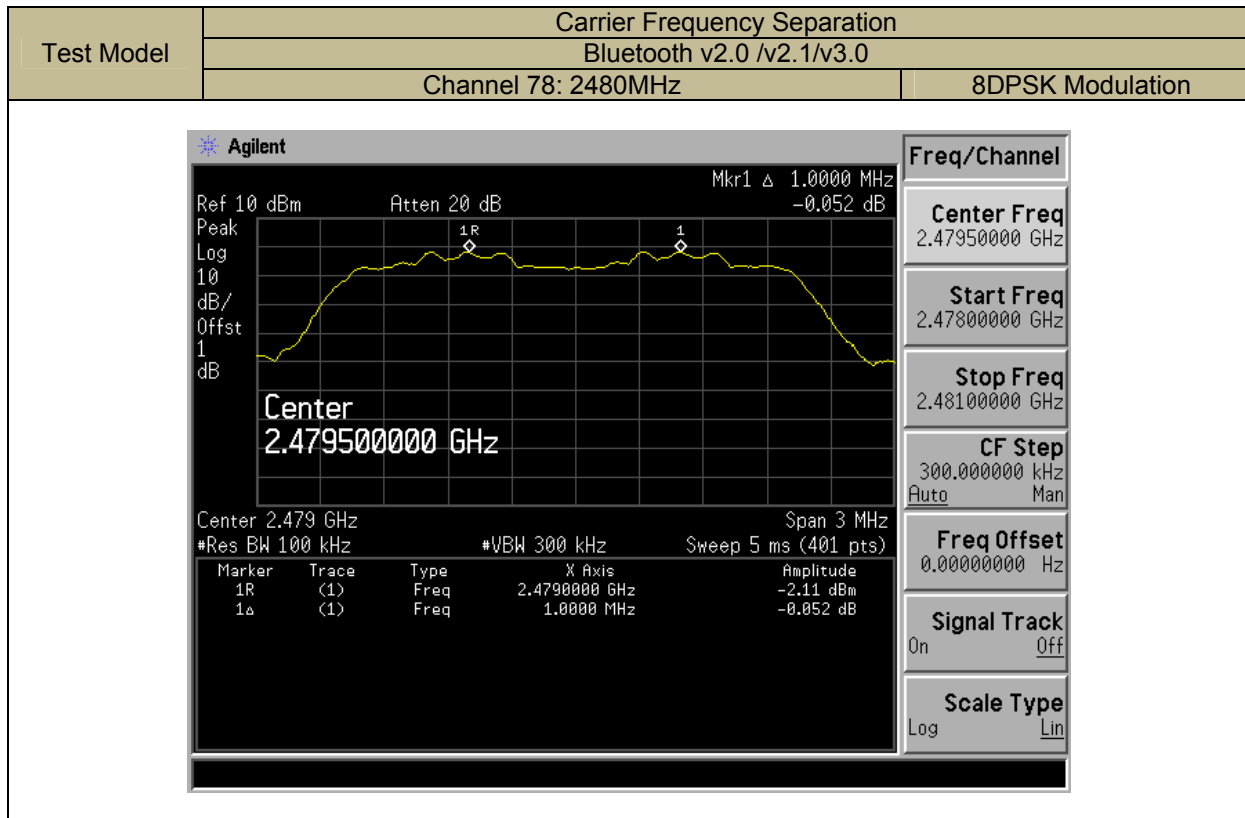 Test Model
Carrier Frequency Separation
Bluetooth v2.0 /v2.1/v3.0
Channel 78: 2480MHz 8DPSK Modulation
Agilent
Freq/Channel
Mkr1 Δ 1.0000 MHz
Ref 10 dBm Atten 20 dB -0.052 dB
Peak
Log
10
dB/
Offst
1
dB
1R 1
Center
2.479500000 GHz
Center 2.479 GHz Span 3 MHz
#Res BW 100 kHz #VBW 300 kHz Sweep 5 ms (401 pts)
Marker Trace Type X Axis Amplitude
1R (1) Freq 2.4790000 GHz -2.11 dBm
1Δ (1) Freq 1.0000 MHz -0.052 dB
Center Freq
2.47950000 GHz
Start Freq
2.47800000 GHz
Stop Freq
2.48100000 GHz
CF Step
300.000000 kHz
Auto Man
Freq Offset
0.00000000 Hz
Signal Track
On Off
Scale Type
Log Lin